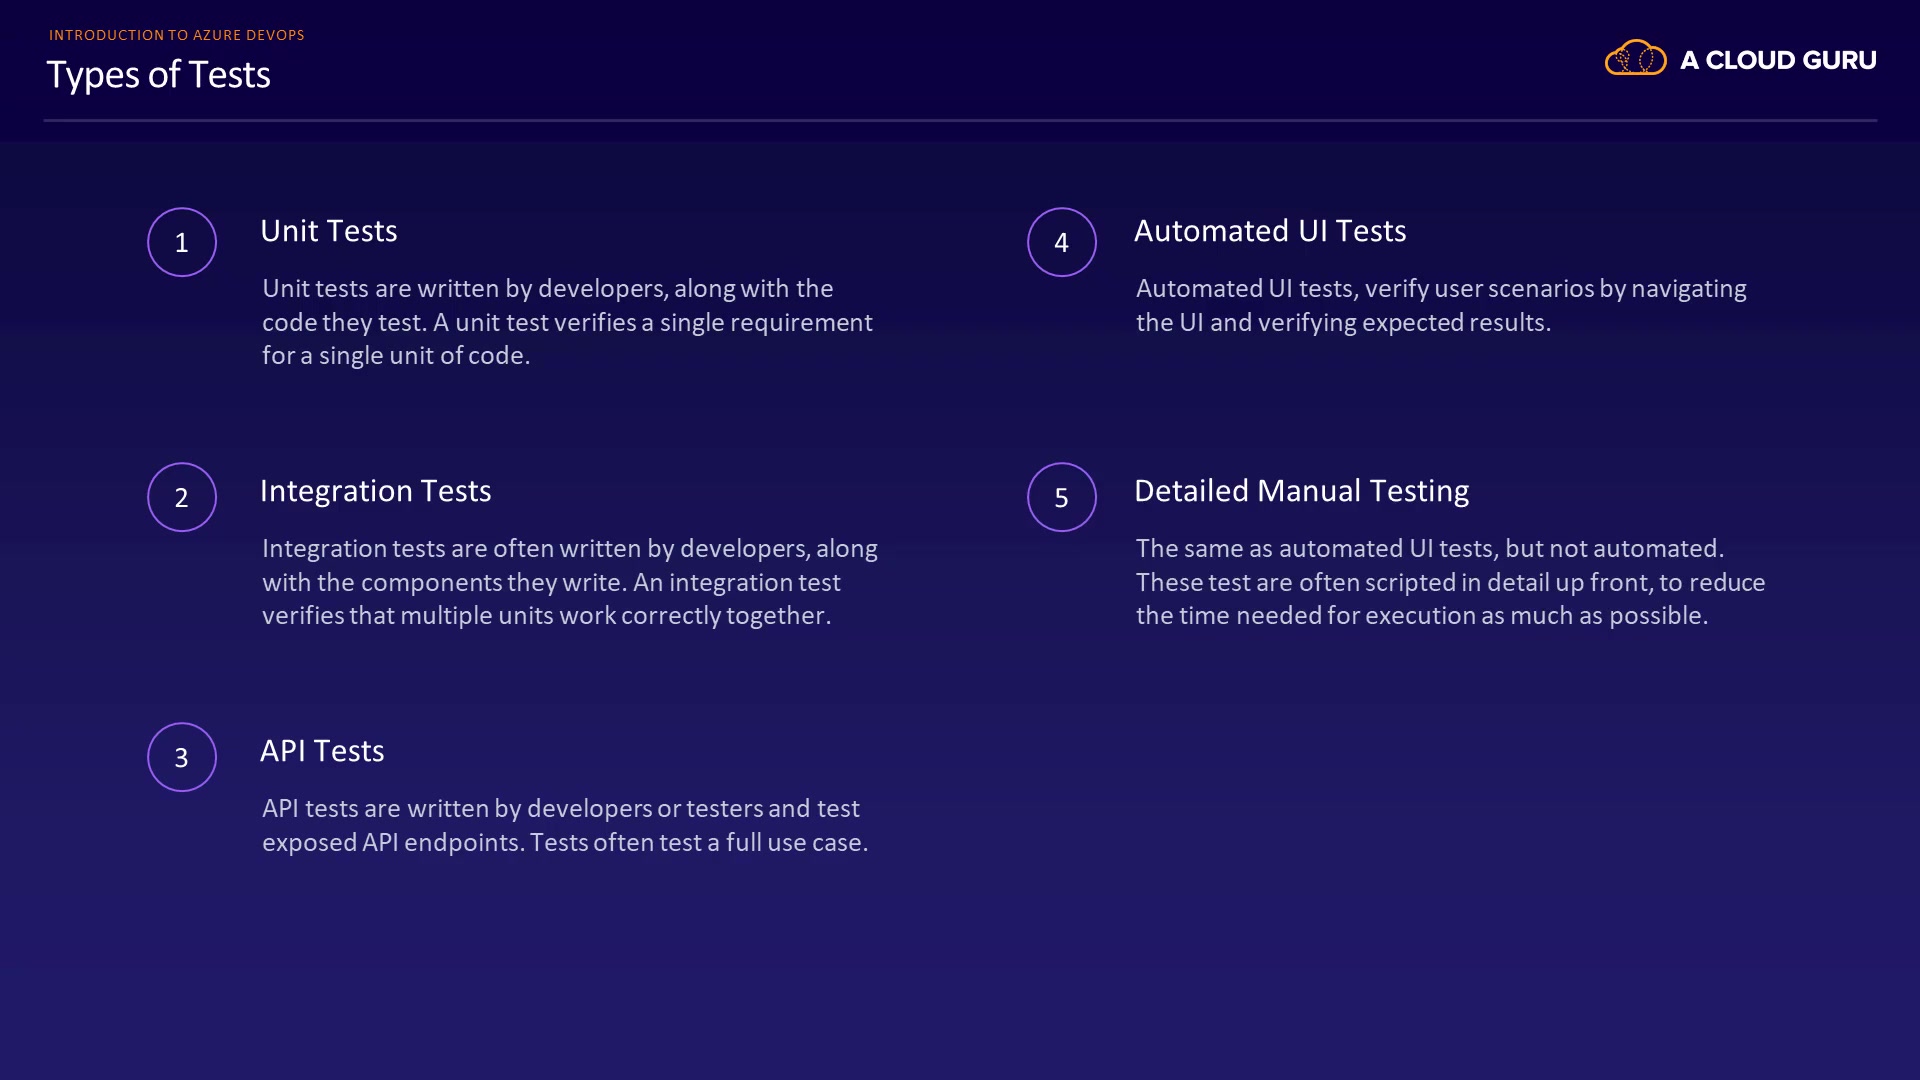 INTRODUCTION TO AZURE DEVOPS
Types of Tests
A CLOUD GURU
1
Unit Tests
Unit tests are written by developers, along with the
code they test. A unit test verifies a single requirement
for a single unit of code.
2
Integration Tests
Integration tests are often written by developers, along
with the components they write. An integration test
verifies that multiple units work correctly together.
3
API Tests
API tests are written by developers or testers and test
exposed API endpoints. Tests often test a full use case.
4
Automated UI Tests
Automated UI tests, verify user scenarios by navigating
the UI and verifying expected results.
5
Detailed Manual Testing
The same as automated UI tests, but not automated.
These test are often scripted in detail up front, to reduce
the time needed for execution as much as possible.